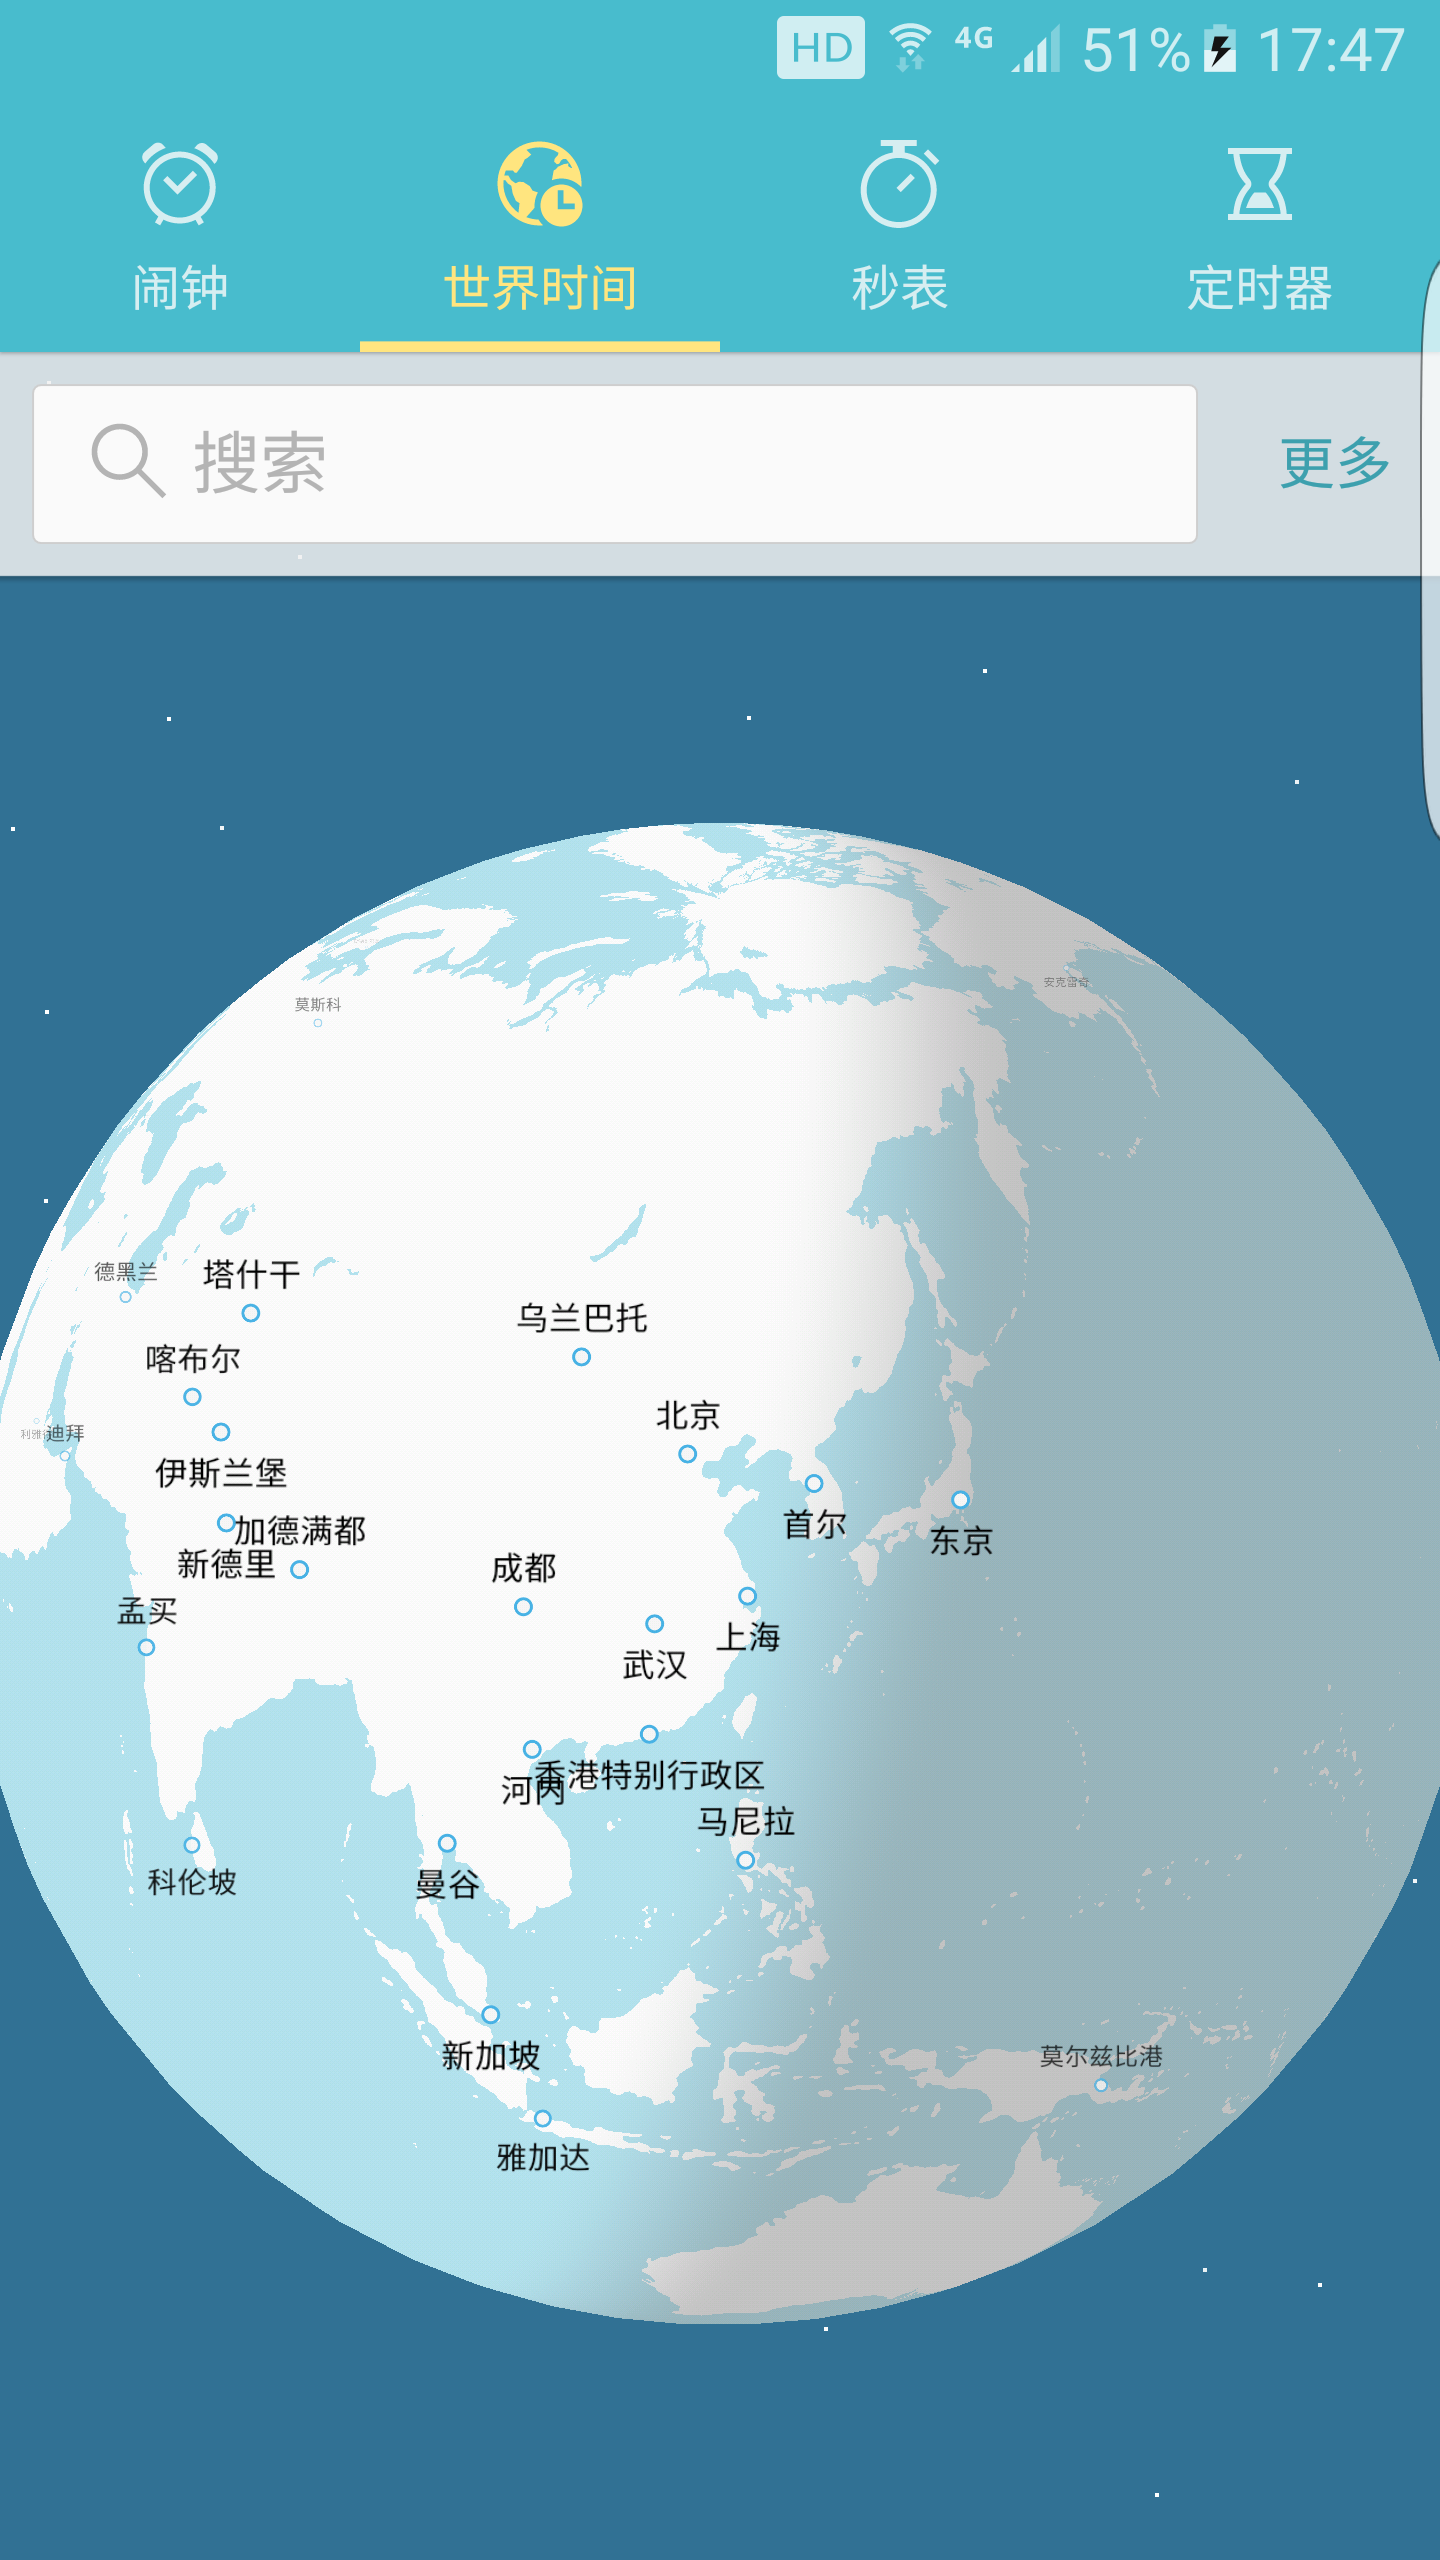 HD 4G 51% 17:47
闹钟 世界时间 秒表 定时器
搜索 更多
安克雷奇
莫斯科
德黑兰 塔什干
乌兰巴托
喀布尔
北京
迪拜
伊斯兰堡
首尔
加德满都
东京
新德里
成都
孟买
上海
武汉
香港特别行政区
河内
马尼拉
科伦坡
曼谷
新加坡
莫尔兹比港
雅加达